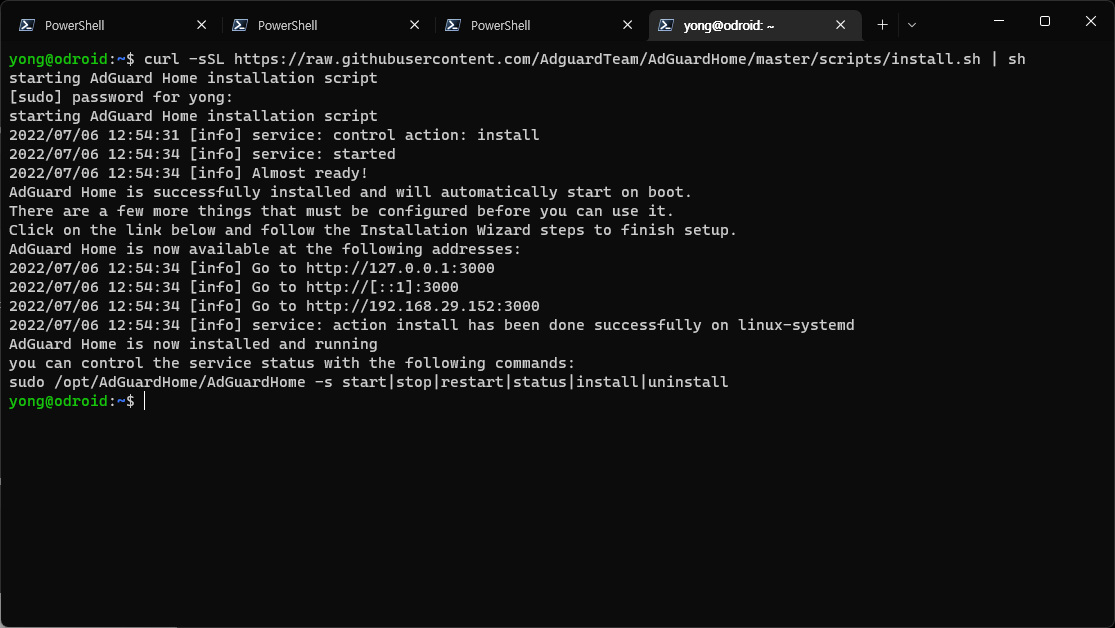 PowerShell
PowerShell
PowerShell
yong@odroid: ~
yong@odroid:~$ curl -sSL https://raw.githubusercontent.com/AdguardTeam/AdGuardHome/master/scripts/install.sh | sh
starting AdGuard Home installation script
[sudo] password for yong:
starting AdGuard Home installation script
2022/07/06 12:54:31 [info] service: control action: install
2022/07/06 12:54:34 [info] service: started
2022/07/06 12:54:34 [info] Almost ready!
AdGuard Home is successfully installed and will automatically start on boot.
There are a few more things that must be configured before you can use it.
Click on the link below and follow the Installation Wizard steps to finish setup.
AdGuard Home is now available at the following addresses:
2022/07/06 12:54:34 [info] Go to http://127.0.0.1:3000
2022/07/06 12:54:34 [info] Go to http://[::1]:3000
2022/07/06 12:54:34 [info] Go to http://192.168.29.152:3000
2022/07/06 12:54:34 [info] service: action install has been done successfully on linux-systemd
AdGuard Home is now installed and running
you can control the service status with the following commands:
sudo /opt/AdGuardHome/AdGuardHome -s start|stop|restart|status|install|uninstall
yong@odroid:~$